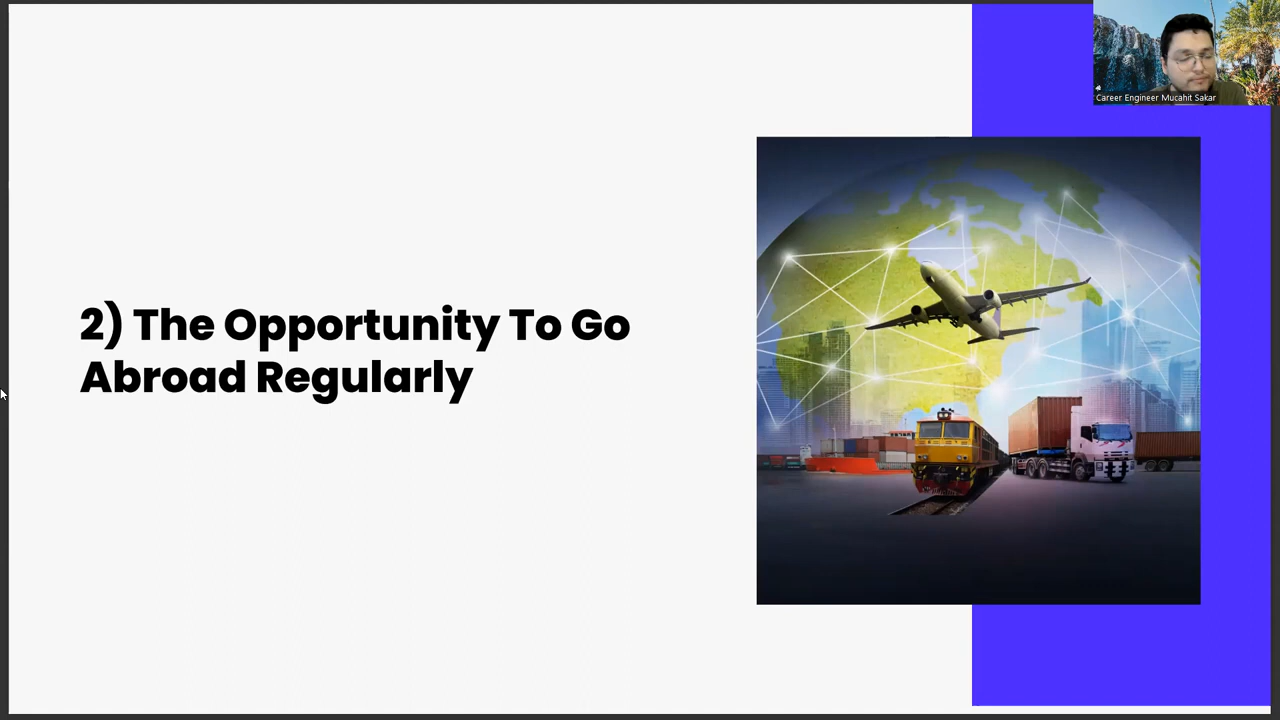 Career Engineer Mucahit Sakar
2) The Opportunity To Go
Abroad Regularly